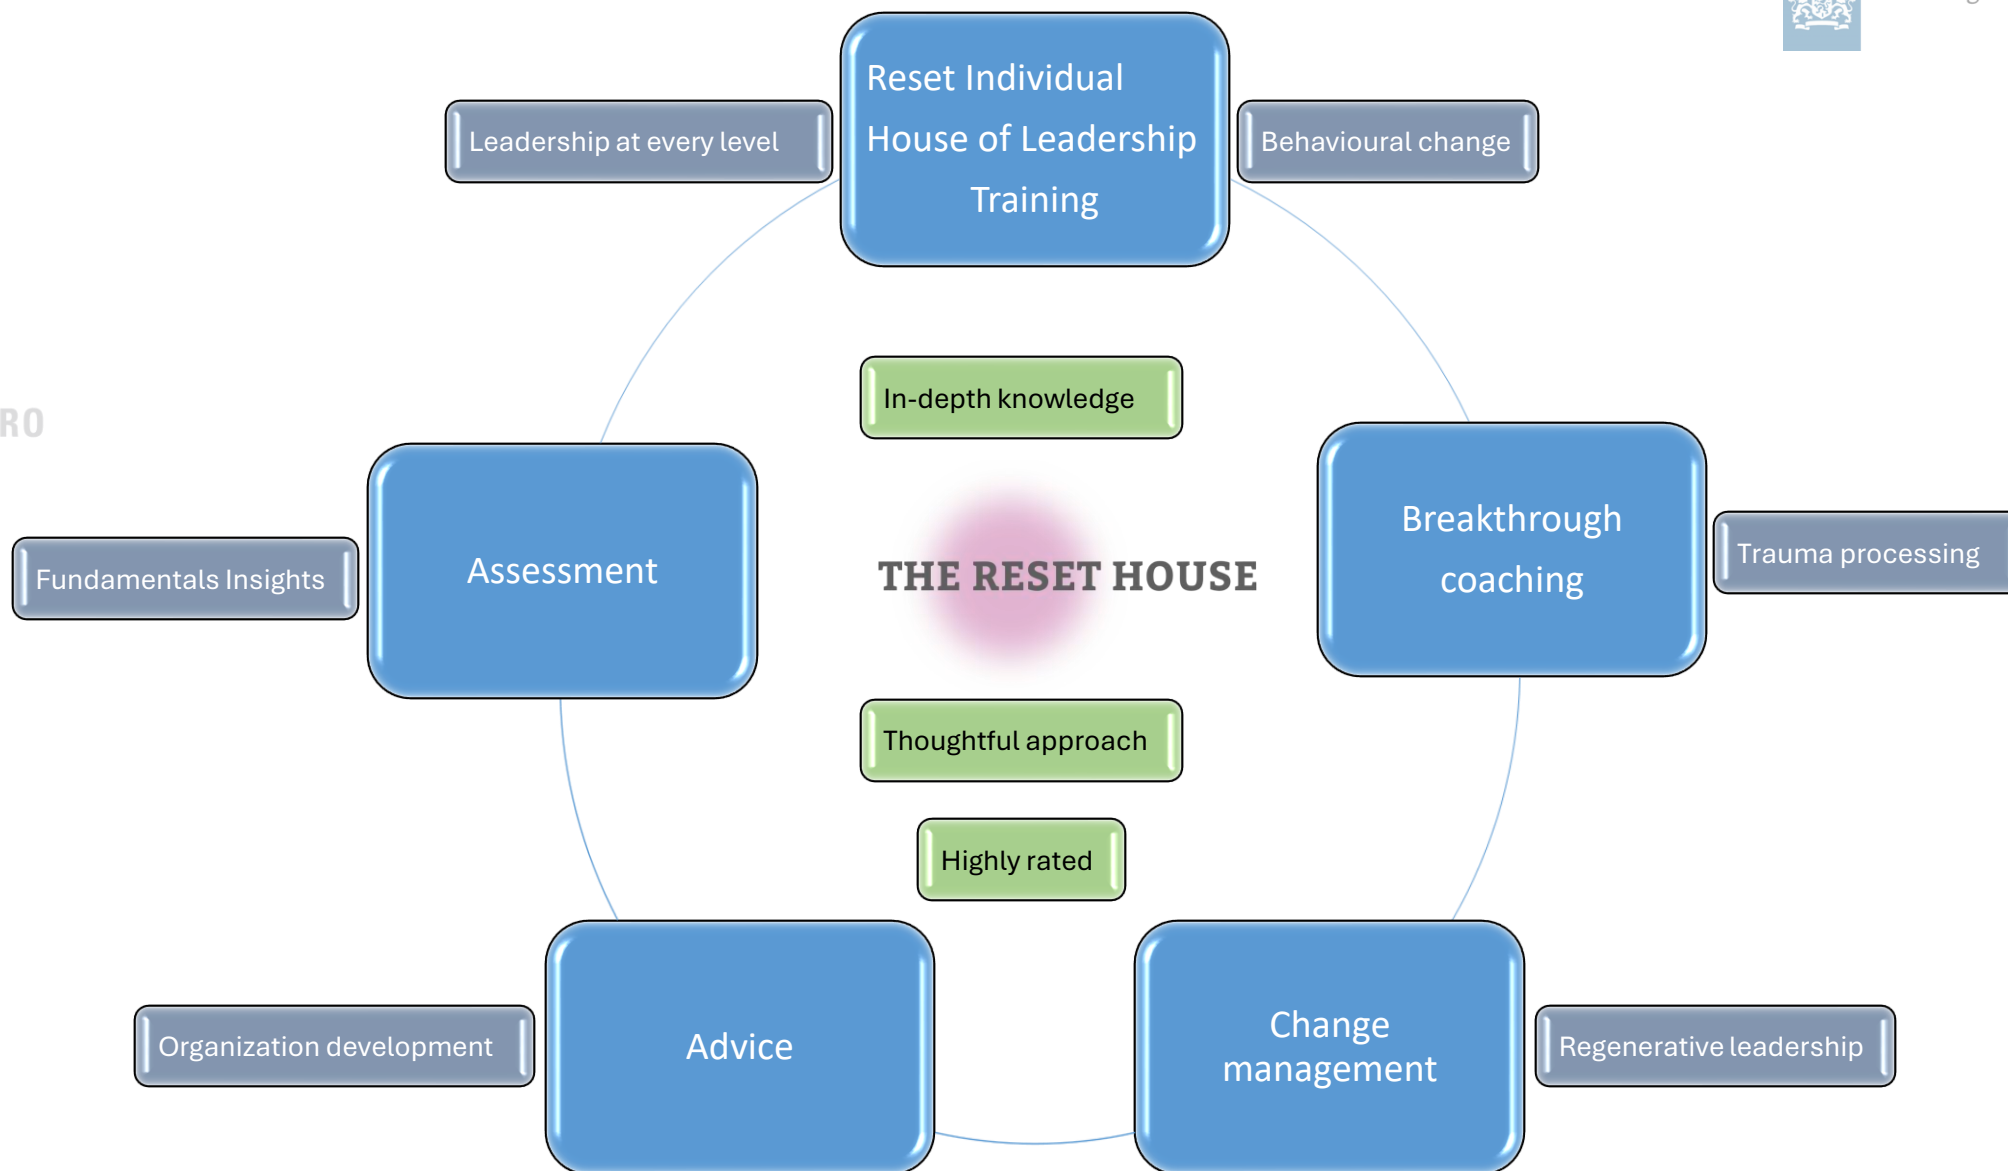 Reset Individual
House of Leadership
Training
Leadership at every level
Behavioural change
In-depth knowledge
RO
Assessment
Fundamentals Insights
THE RESET HOUSE
Breakthrough
coaching
Trauma processing
Thoughtful approach
Highly rated
Organization development
Advice
Change
management
Regenerative leadership